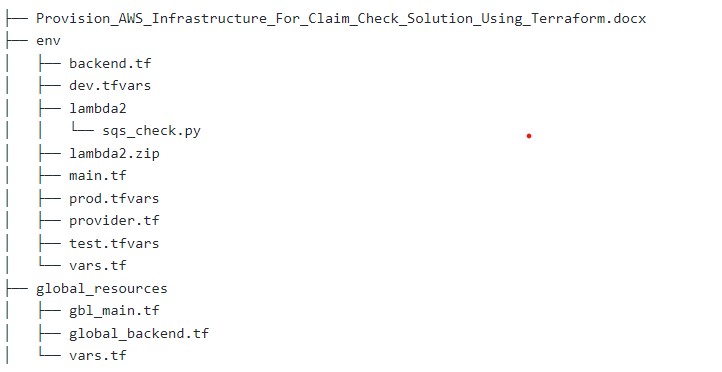 ├── Provision_AWS_Infrastructure_For_Claim_Check_Solution_Using_Terraform.docx
├── env
│   ├── backend.tf
│   ├── dev.tfvars
│   ├── lambda2
│   │   └── sqs_check.py
│   ├── lambda2.zip
│   ├── main.tf
│   ├── prod.tfvars
│   ├── provider.tf
│   ├── test.tfvars
│   └── vars.tf
├── global_resources
│   ├── gbl_main.tf
│   ├── global_backend.tf
│   └── vars.tf